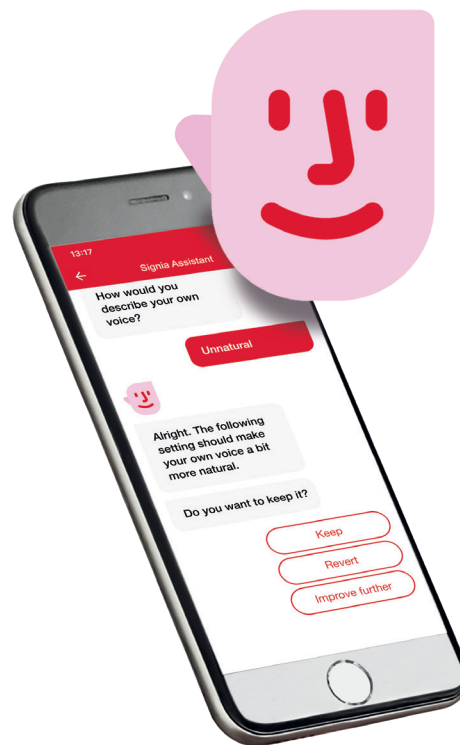 13:17
Signia Assistant
How would you
describe your own
voice?
Unnatural
Alright. The following
setting should make
your own voice a bit
more natural.
Do you want to keep it?
Keep
Revert
Improve further